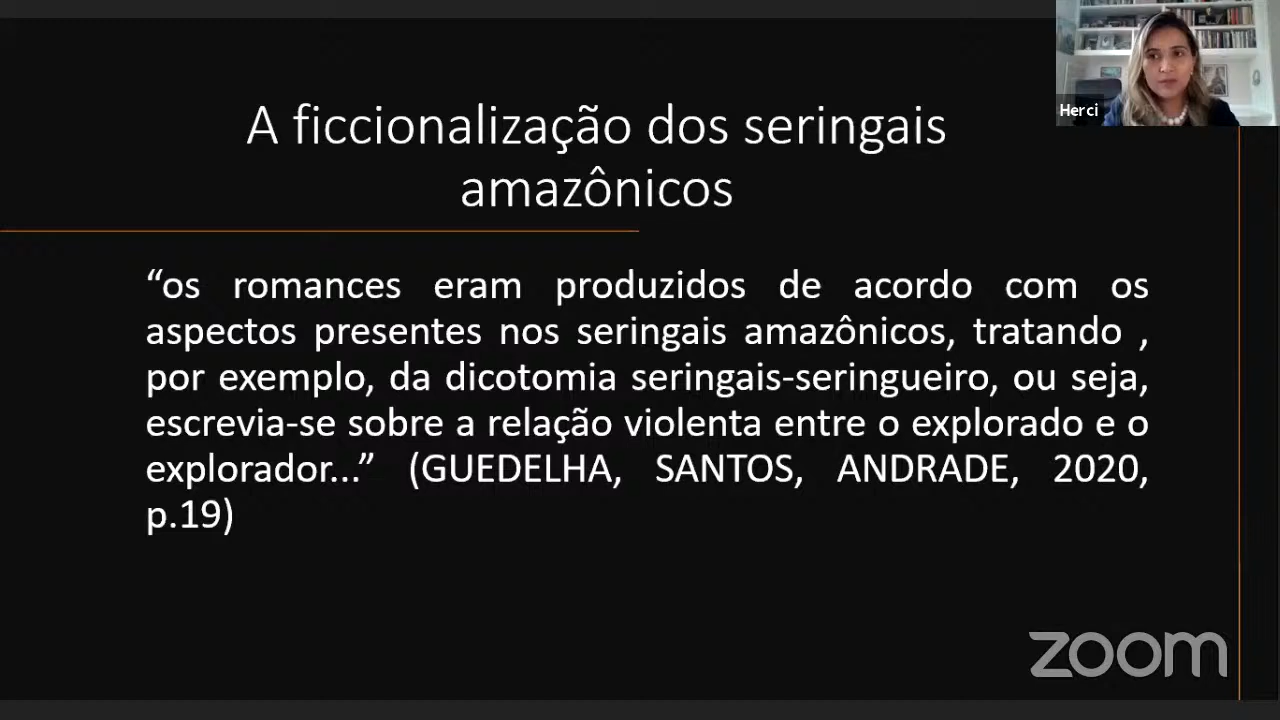 A ficcionalização dos seringais
amazônicos
Herci
“os romances eram produzidos de acordo com os
aspectos presentes nos seringais amazônicos, tratando ,
por exemplo, da dicotomia seringais-seringueiro, ou seja,
escrevia-se sobre a relação violenta entre o explorado e o
explorador...” (GUEDELHA, SANTOS, ANDRADE, 2020,
p.19)
zoom